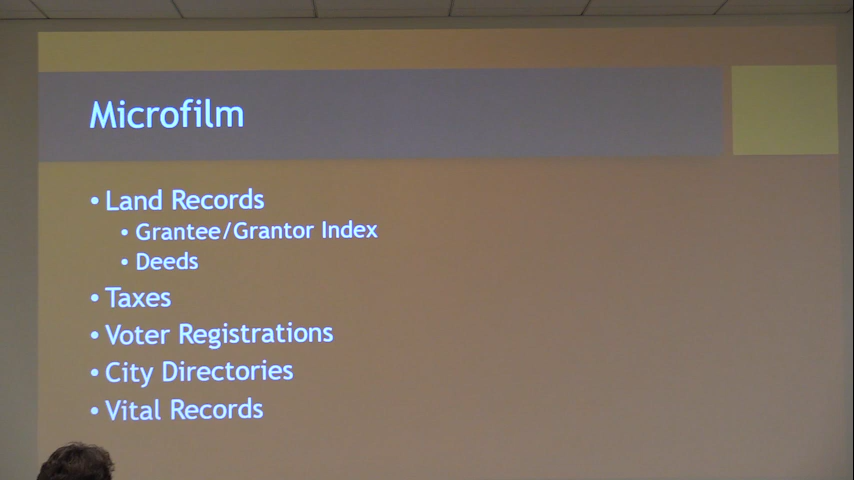 Microfilm
• Land Records
• Grantee/Grantor Index
• Deeds
• Taxes
• Voter Registrations
• City Directories
• Vital Records